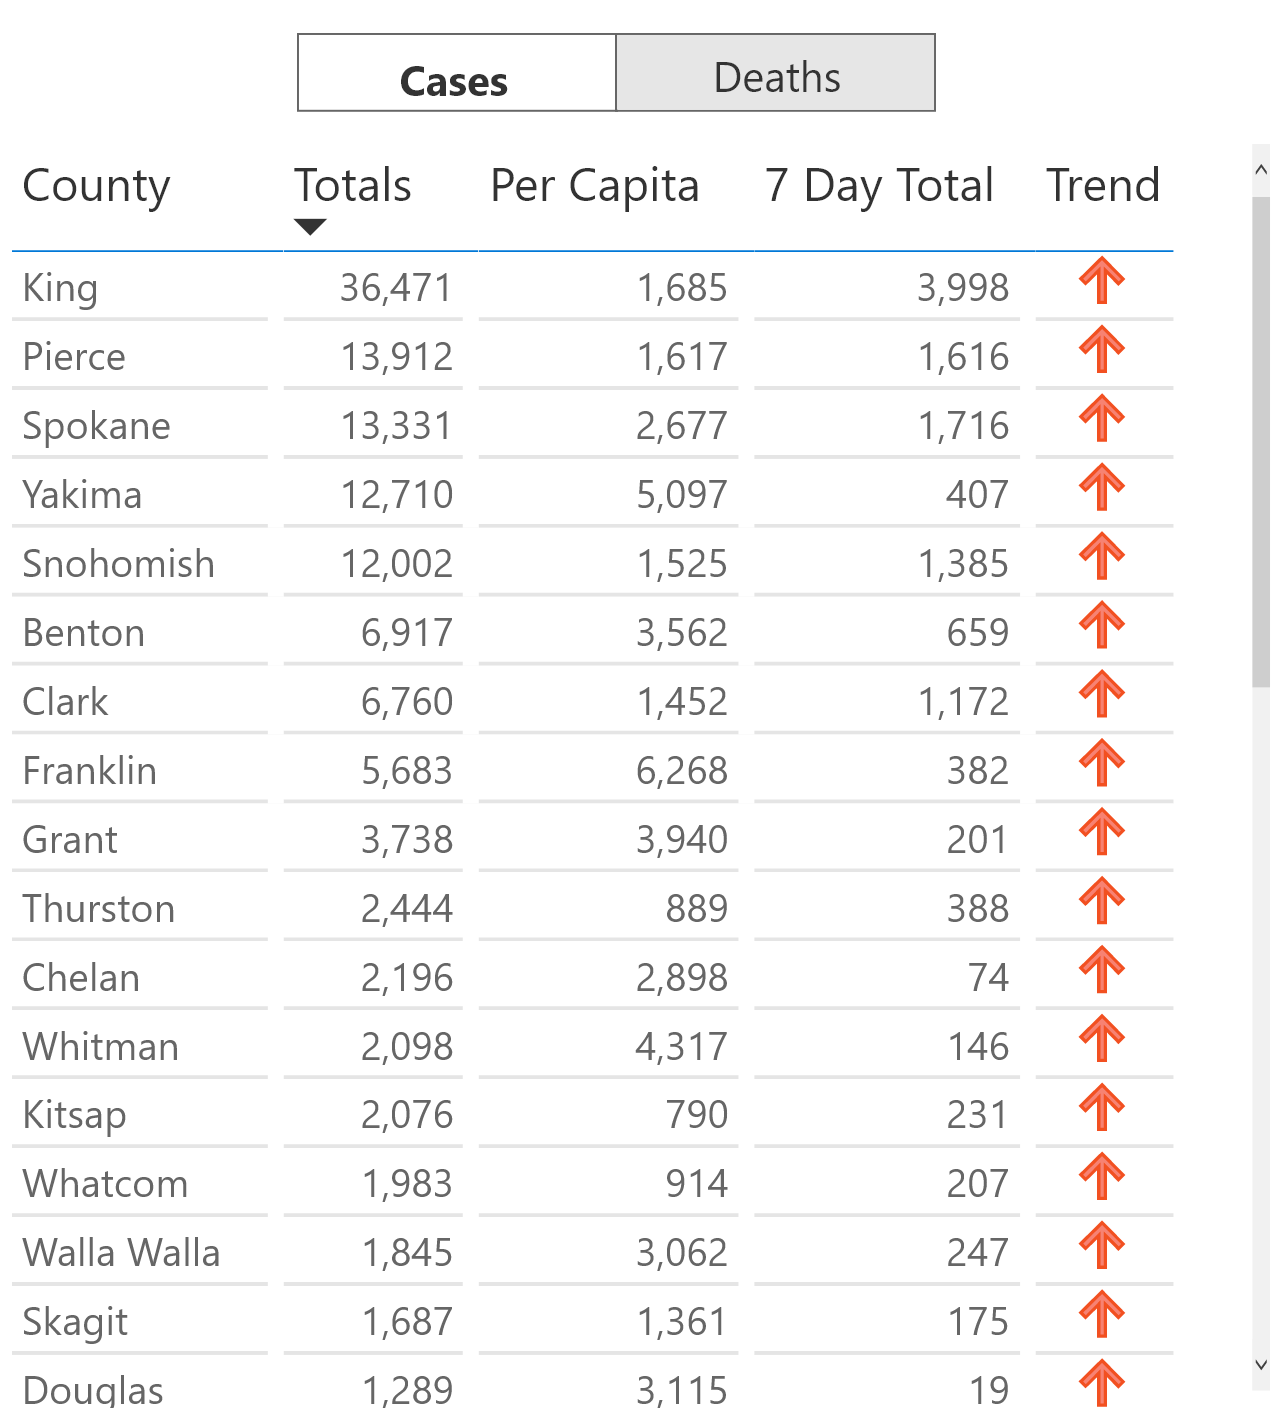 Cases Deaths
County Totals Per Capita 7 Day Total Trend
King 36,471 1,685 3,998
Pierce 13,912 1,617 1,616
Spokane 13,331 2,677 1,716
Yakima 12,710 5,097 407
Snohomish 12,002 1,525 1,385
Benton 6,917 3,562 659
Clark 6,760 1,452 1,172
Franklin 5,683 6,268 382
Grant 3,738 3,940 201
Thurston 2,444 889 388
Chelan 2,196 2,898 74
Whitman 2,098 4,317 146
Kitsap 2,076 790 231
Whatcom 1,983 914 207
Walla Walla 1,845 3,062 247
Skagit 1,687 1,361 175
Douglas 1,289 3,115 19